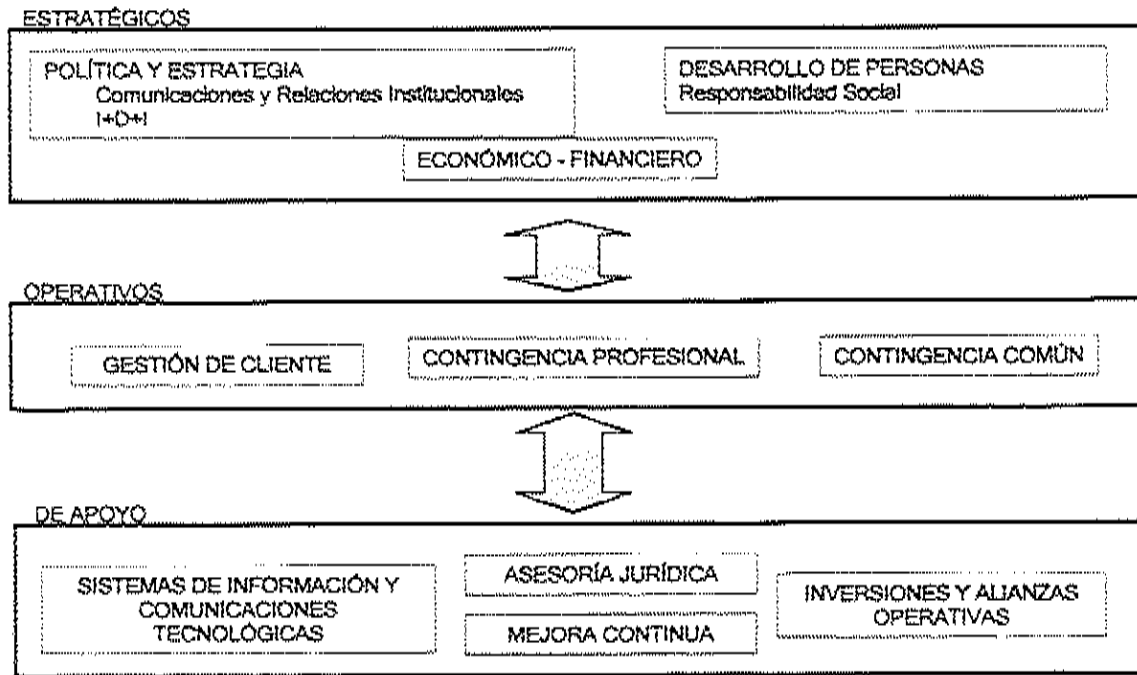 ESTRATÉGICOS
POLÍTICA Y ESTRATEGIA
Comunicaciones y Relaciones Institucionales
I+D+I
DESARROLLO DE PERSONAS
Responsabilidad Social
ECONÓMICO - FINANCIERO
OPERATIVOS
GESTIÓN DE CLIENTE
CONTINGENCIA PROFESIONAL
CONTINGENCIA COMÚN
DE APOYO
SISTEMAS DE INFORMACIÓN Y
COMUNICACIONES
TECNOLÓGICAS
ASESORÍA JURÍDICA
MEJORA CONTINUA
INVERSIONES Y ALIANZAS
OPERATIVAS